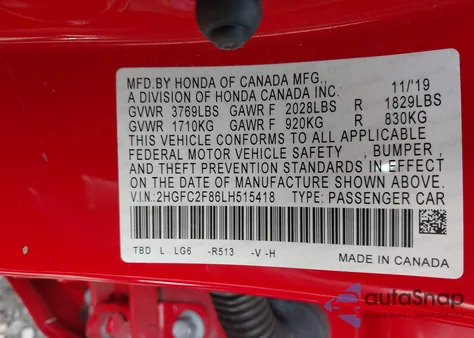 MFD.BY HONDA OF CANADA MFG., 11/'19
A DIVISION OF HONDA CANADA INC.
GVWR 3769LBS GAWR F 2028LBS R 1829LBS
GVWR 1710KG GAWR F 920KG R 830KG
THIS VEHICLE CONFORMS TO ALL APPLICABLE
FEDERAL MOTOR VEHICLE SAFETY , BUMPER,
AND THEFT PREVENTION STANDARDS IN EFFECT
ON THE DATE OF MANUFACTURE SHOWN ABOVE.
V.I.N.:2HGFC2F86LH515418 TYPE: PASSENGER CAR
TBD L LG6 -R513 -V -H
MADE IN CANADA
autoSnap